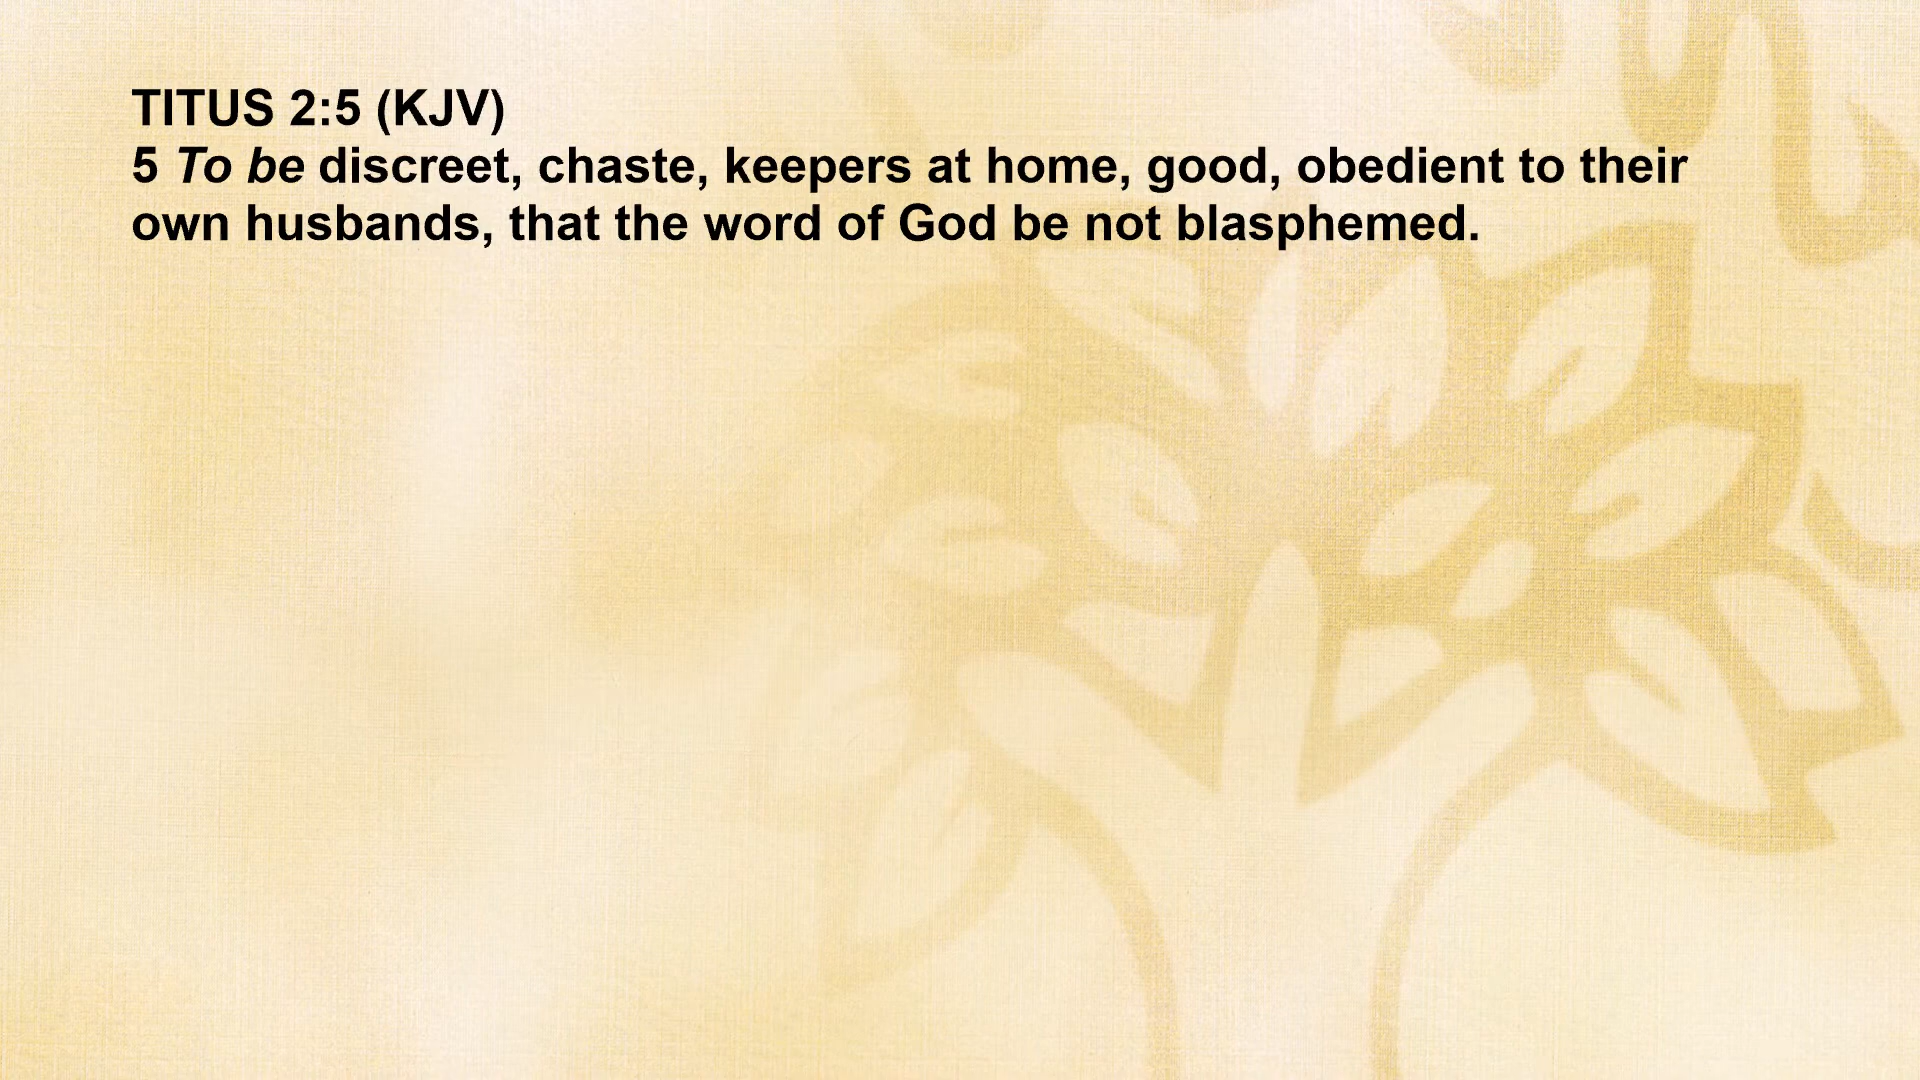 TITUS 2:5 (KJV)
5 To be discreet, chaste, keepers at home, good, obedient to their
own husbands, that the word of God be not blasphemed.